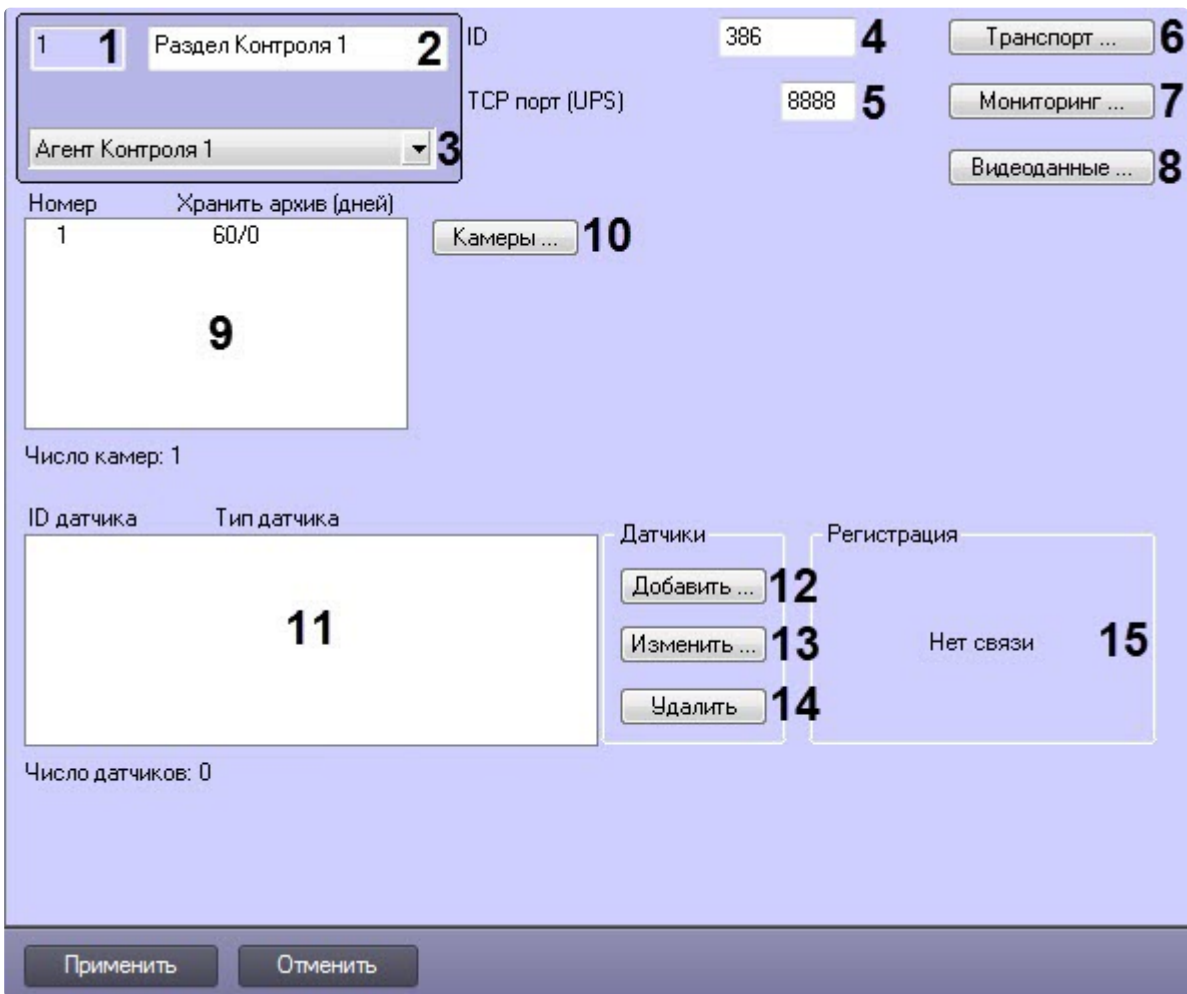 1 1 Раздел Контроля 1 2 ID 386 4 Транспорт ... 6
TCP порт (UPS) 8888 5 Мониторинг ... 7
Агент Контроля 1 3 Видеоданные ... 8
Номер Хранить архив (дней)
1 60/0 Камеры ... 10
9
Число камер: 1
ID датчика Тип датчика Датчики Регистрация
Добавить ... 12
11 Изменить ... 13 Нет связи 15
Удалить 14
Число датчиков: 0
Применить Отменить